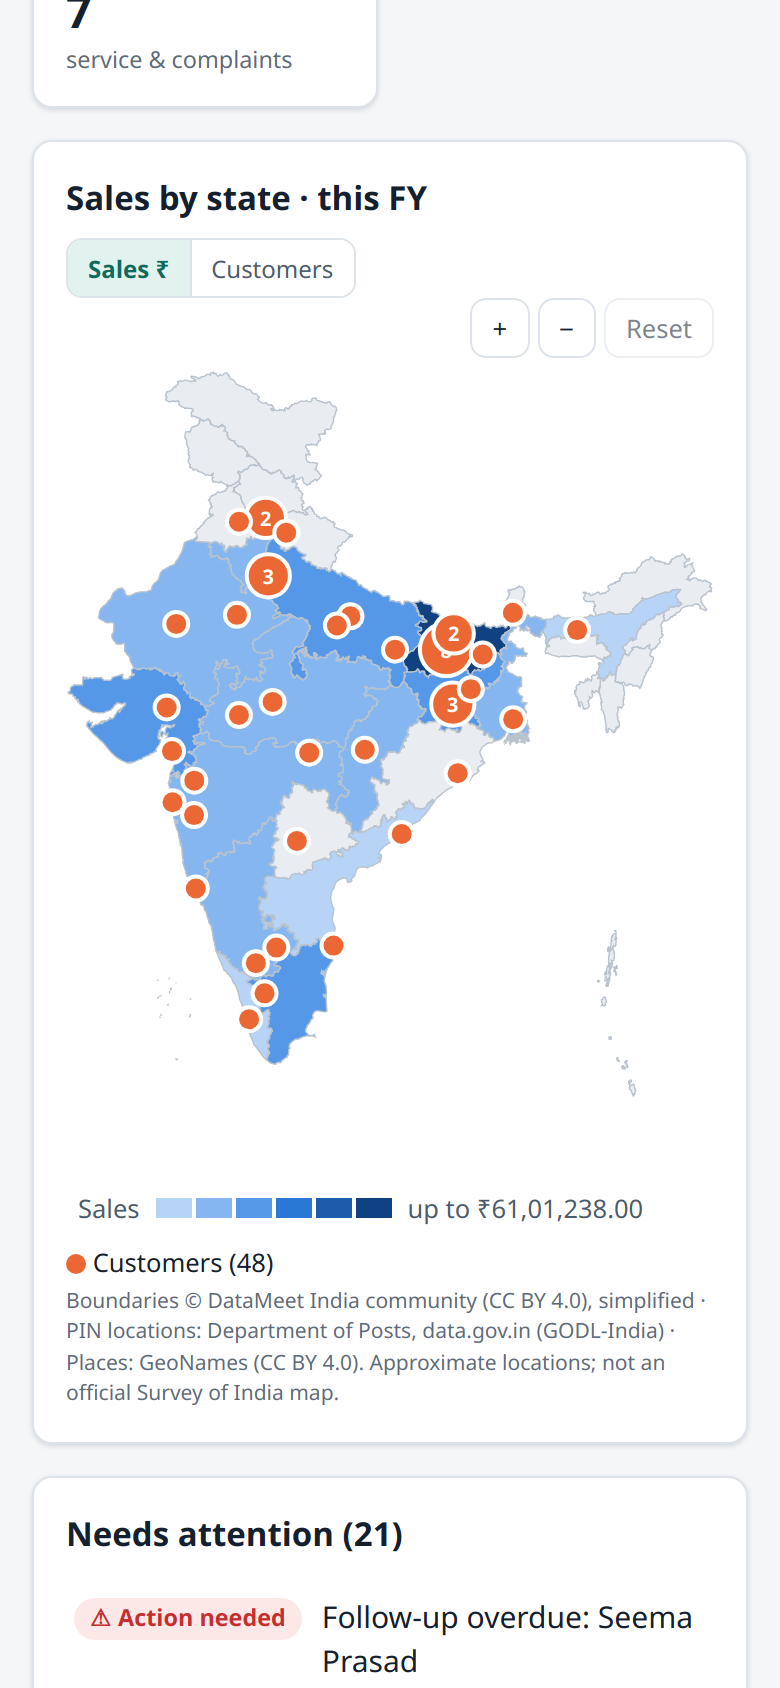 7
service & complaints
Sales by state · this FY
Sales ₹
Customers
+
−
Reset
2
3
2
3
Sales
up to ₹61,01,238.00
Customers (48)
Boundaries © DataMeet India community (CC BY 4.0), simplified ·
PIN locations: Department of Posts, data.gov.in (GODL-India) ·
Places: GeoNames (CC BY 4.0). Approximate locations; not an
official Survey of India map.
Needs attention (21)
⚠ Action needed
Follow-up overdue: Seema
Prasad